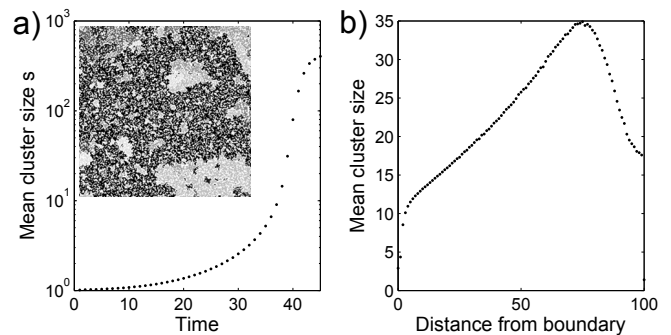 a)
Mean cluster size s
10^3
10^2
10^1
10^0
0 10 20 30 40
Time
b)
Mean cluster size
35
30
25
20
15
10
5
0
0 50 100
Distance from boundary